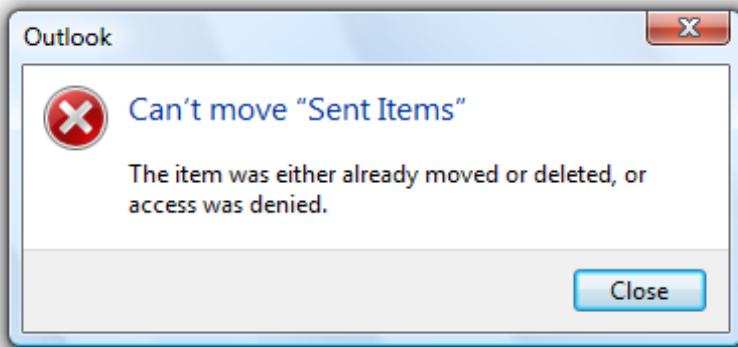 Outlook
Can't move “Sent Items”
The item was either already moved or deleted, or
access was denied.
Close